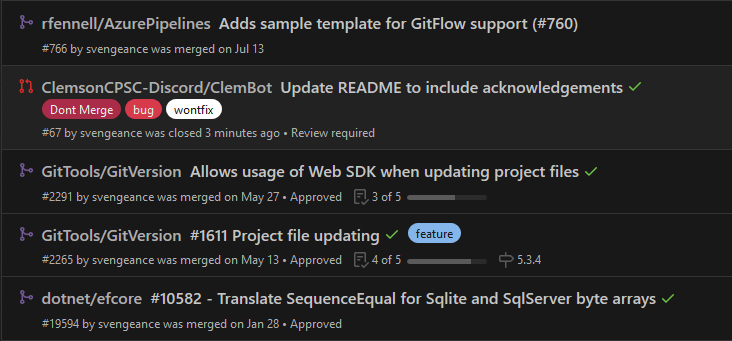 rfennell/AzurePipelines Adds sample template for GitFlow support (#760)
#766 by svengeance was merged on Jul 13
ClemsonCPSC-Discord/ClemBot Update README to include acknowledgements
Dont Merge bug wontfix
#67 by svengeance was closed 3 minutes ago • Review required
GitTools/GitVersion Allows usage of Web SDK when updating project files
#2291 by svengeance was merged on May 27 • Approved 3 of 5
GitTools/GitVersion #1611 Project file updating feature
#2265 by svengeance was merged on May 13 • Approved 4 of 5 5.3.4
dotnet/efcore #10582 - Translate SequenceEqual for Sqlite and SqlServer byte arrays
#19594 by svengeance was merged on Jan 28 • Approved